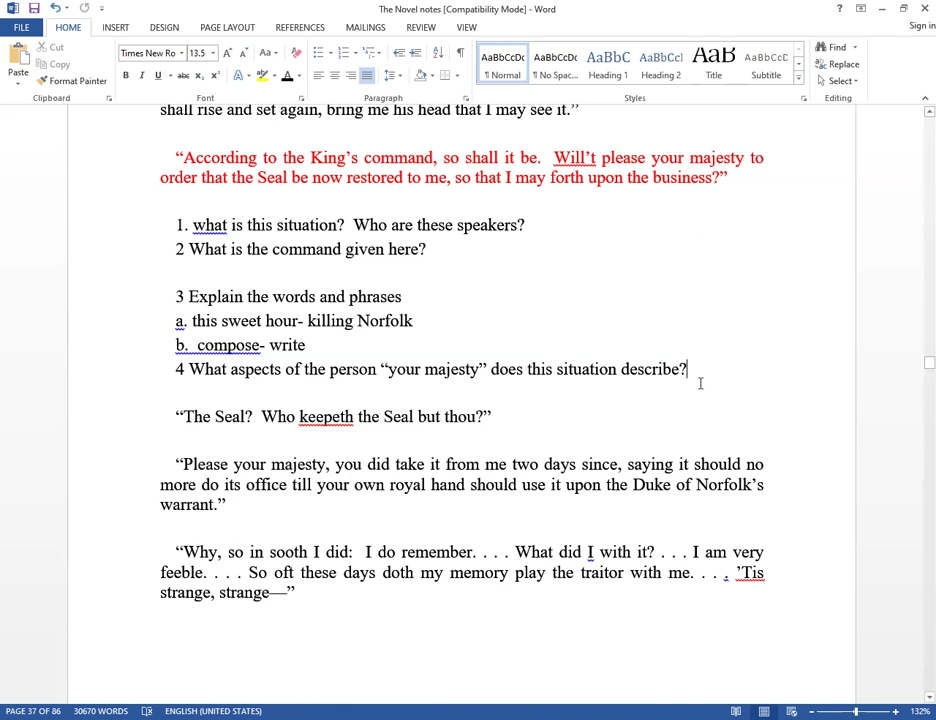 The Novel notes [Compatibility Mode] - Word
Sign in
FILE HOME INSERT DESIGN PAGE LAYOUT REFERENCES MAILINGS REVIEW VIEW
Paste
Cut
Copy
Format Painter
Clipboard
Times New Ro 13.5
Font
Paragraph
AaBbCcDc AaBbCcDc AaBbC AaBbCcI AaB AaBbCcC
¶ Normal ¶ No Spac... Heading 1 Heading 2 Title Subtitle
Styles
Find
Replace
Select
Editing
shall rise and set again, bring me his head that I may see it.”
“According to the King’s command, so shall it be. Will’t please your majesty to
order that the Seal be now restored to me, so that I may forth upon the business?”
1. what is this situation? Who are these speakers?
2 What is the command given here?
3 Explain the words and phrases
a. this sweet hour- killing Norfolk
b. compose- write
4 What aspects of the person “your majesty” does this situation describe?
“The Seal? Who keepeth the Seal but thou?”
“Please your majesty, you did take it from me two days since, saying it should no
more do its office till your own royal hand should use it upon the Duke of Norfolk’s
warrant.”
“Why, so in sooth I did: I do remember. . . . What did I with it? . . . I am very
feeble. . . . So oft these days doth my memory play the traitor with me. . . . ’Tis
strange, strange—”
PAGE 37 OF 86 30670 WORDS ENGLISH (UNITED STATES) 132%